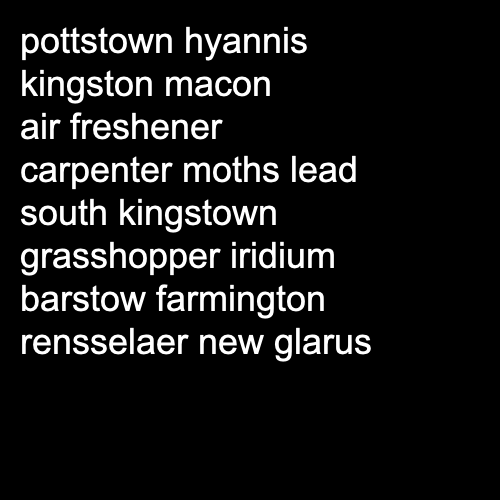 pottstown hyannis
kingston macon
air freshener
carpenter moths lead
south kingstown
grasshopper iridium
barstow farmington
rensselaer new glarus